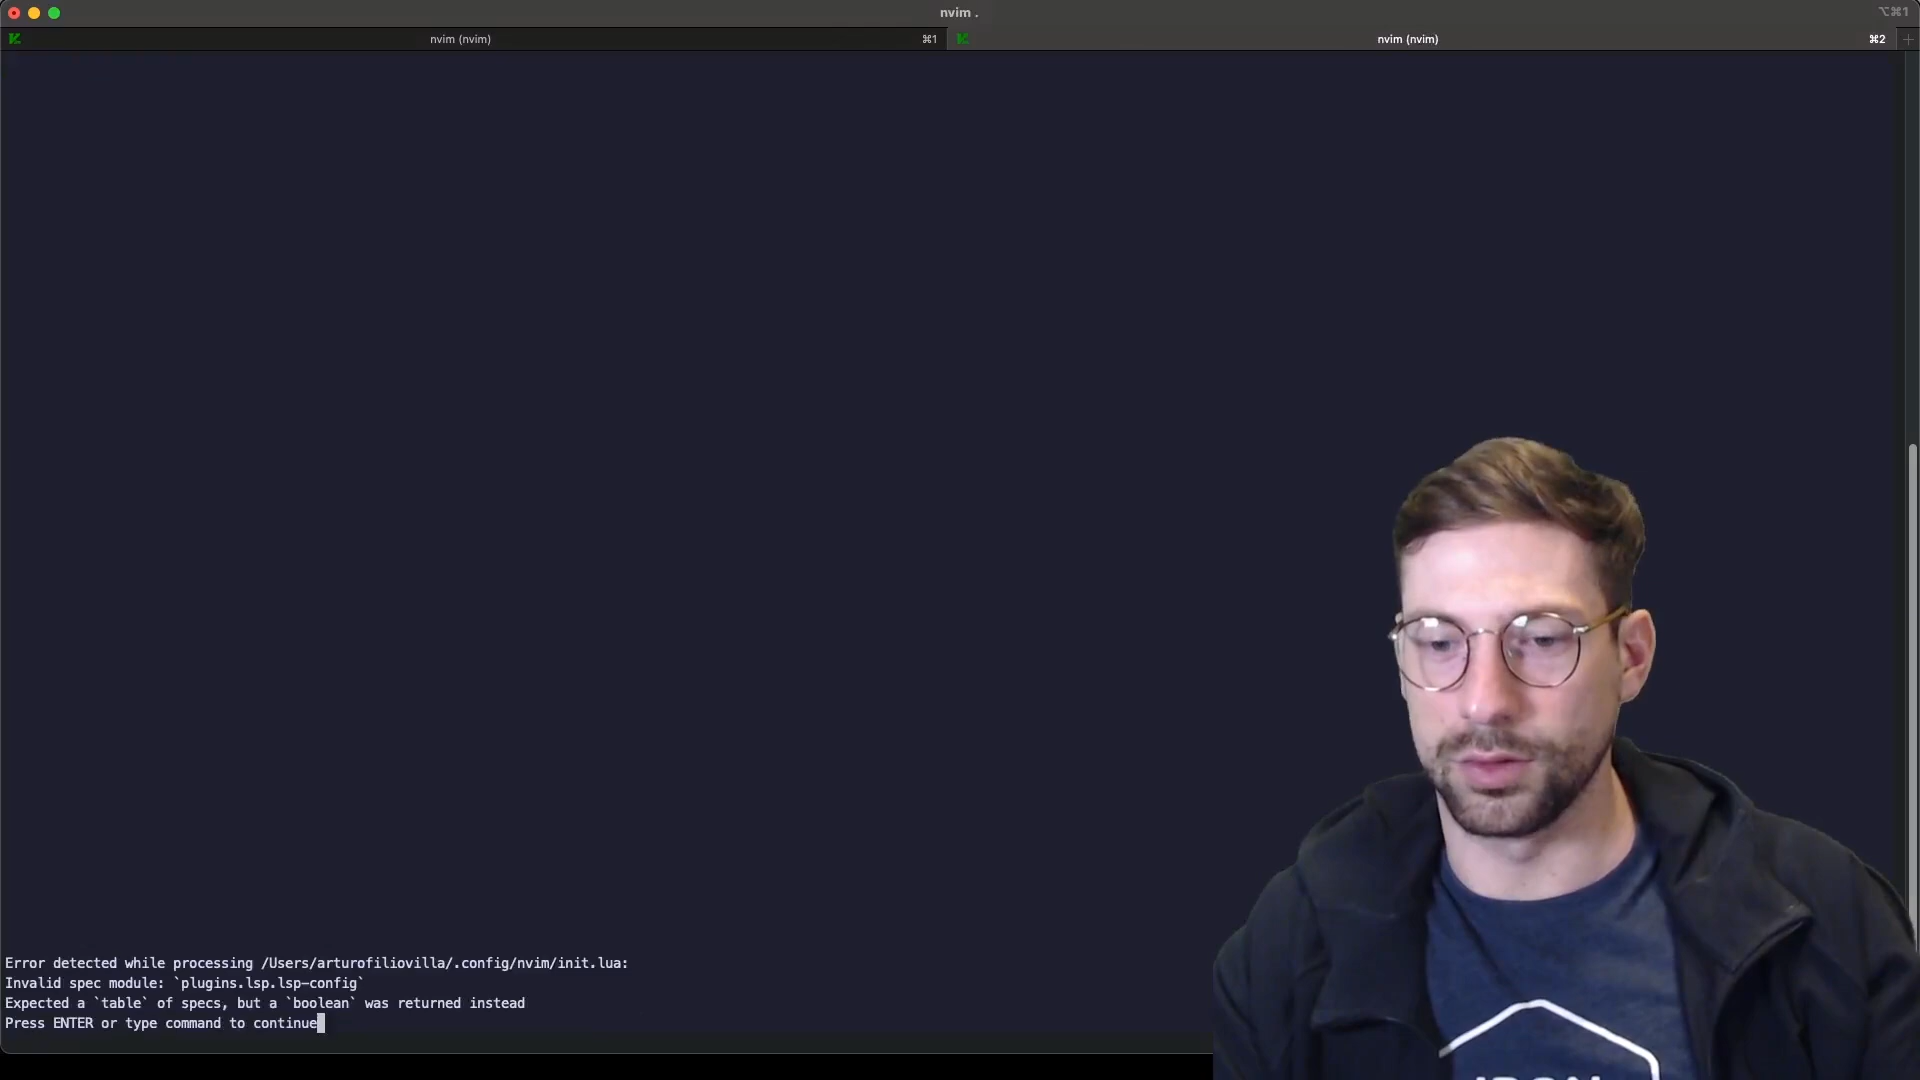 nvim .
⌥⌘1
nvim (nvim)
⌘1
nvim (nvim)
⌘2
Error detected while processing /Users/arturofiliovilla/.config/nvim/init.lua:
Invalid spec module: `plugins.lsp.lsp-config`
Expected a `table` of specs, but a `boolean` was returned instead
Press ENTER or type command to continue